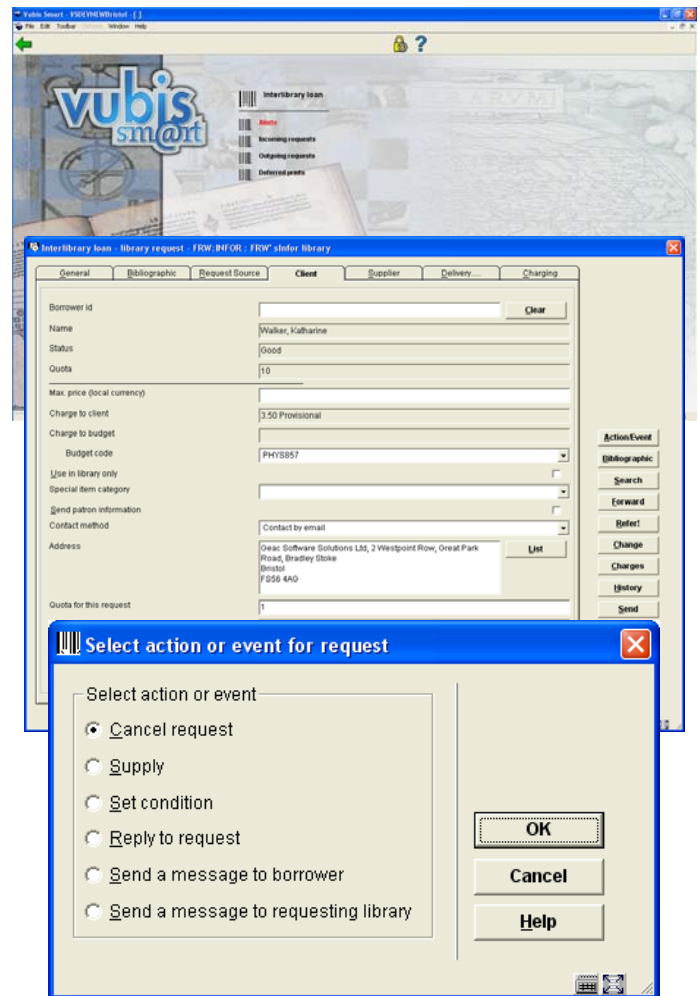 Vubis Smart - VSDEVNEWBristol - [ ]
File Edit Toolbar Options Window Help
?
vubis
sm@rt
Interlibrary loan
Alerts
Incoming requests
Outgoing requests
Deferred prints
Interlibrary loan - library request - FRW;INFOR : FRW' sInfor library
General Bibliographic Request Source Client Supplier Delivery.... Charging
Borrower id Clear
Name Walker, Katharine
Status Good
Quota 10
Max. price (local currency)
Charge to client 3.50 Provisional
Charge to budget
Budget code PHYS857
Use in library only
Special item category
Send patron information
Contact method Contact by email
Address Geac Software Solutions Ltd, 2 Westpoint Row, Great Park
Road, Bradley Stoke
Bristol
FS56 4AG
List
Quota for this request 1
Action/Event
Bibliographic
Search
Forward
Refer!
Change
Charges
History
Send
Select action or event for request
Select action or event
Cancel request
Supply
Set condition
Reply to request
Send a message to borrower
Send a message to requesting library
OK
Cancel
Help